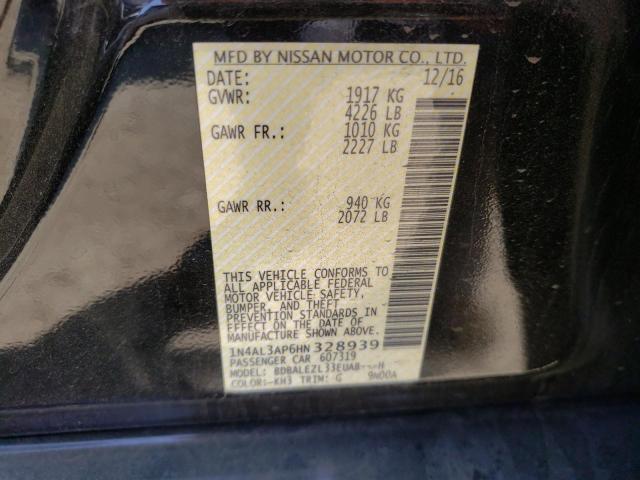 MFD BY NISSAN MOTOR CO., LTD.
DATE: 12/16
GVWR: 1917 KG
4226 LB
GAWR FR.: 1010 KG
2227 LB
GAWR RR.: 940 KG
2072 LB
THIS VEHICLE CONFORMS TO
ALL APPLICABLE FEDERAL
MOTOR VEHICLE SAFETY,
BUMPER, AND THEFT
PREVENTION STANDARDS IN
EFFECT ON THE DATE OF
MANUFACTURE SHOWN ABOVE.
1N4AL3AP6HN328939
PASSENGER CAR 607319
MODEL:
COLOR:-KH3 TRIM: G